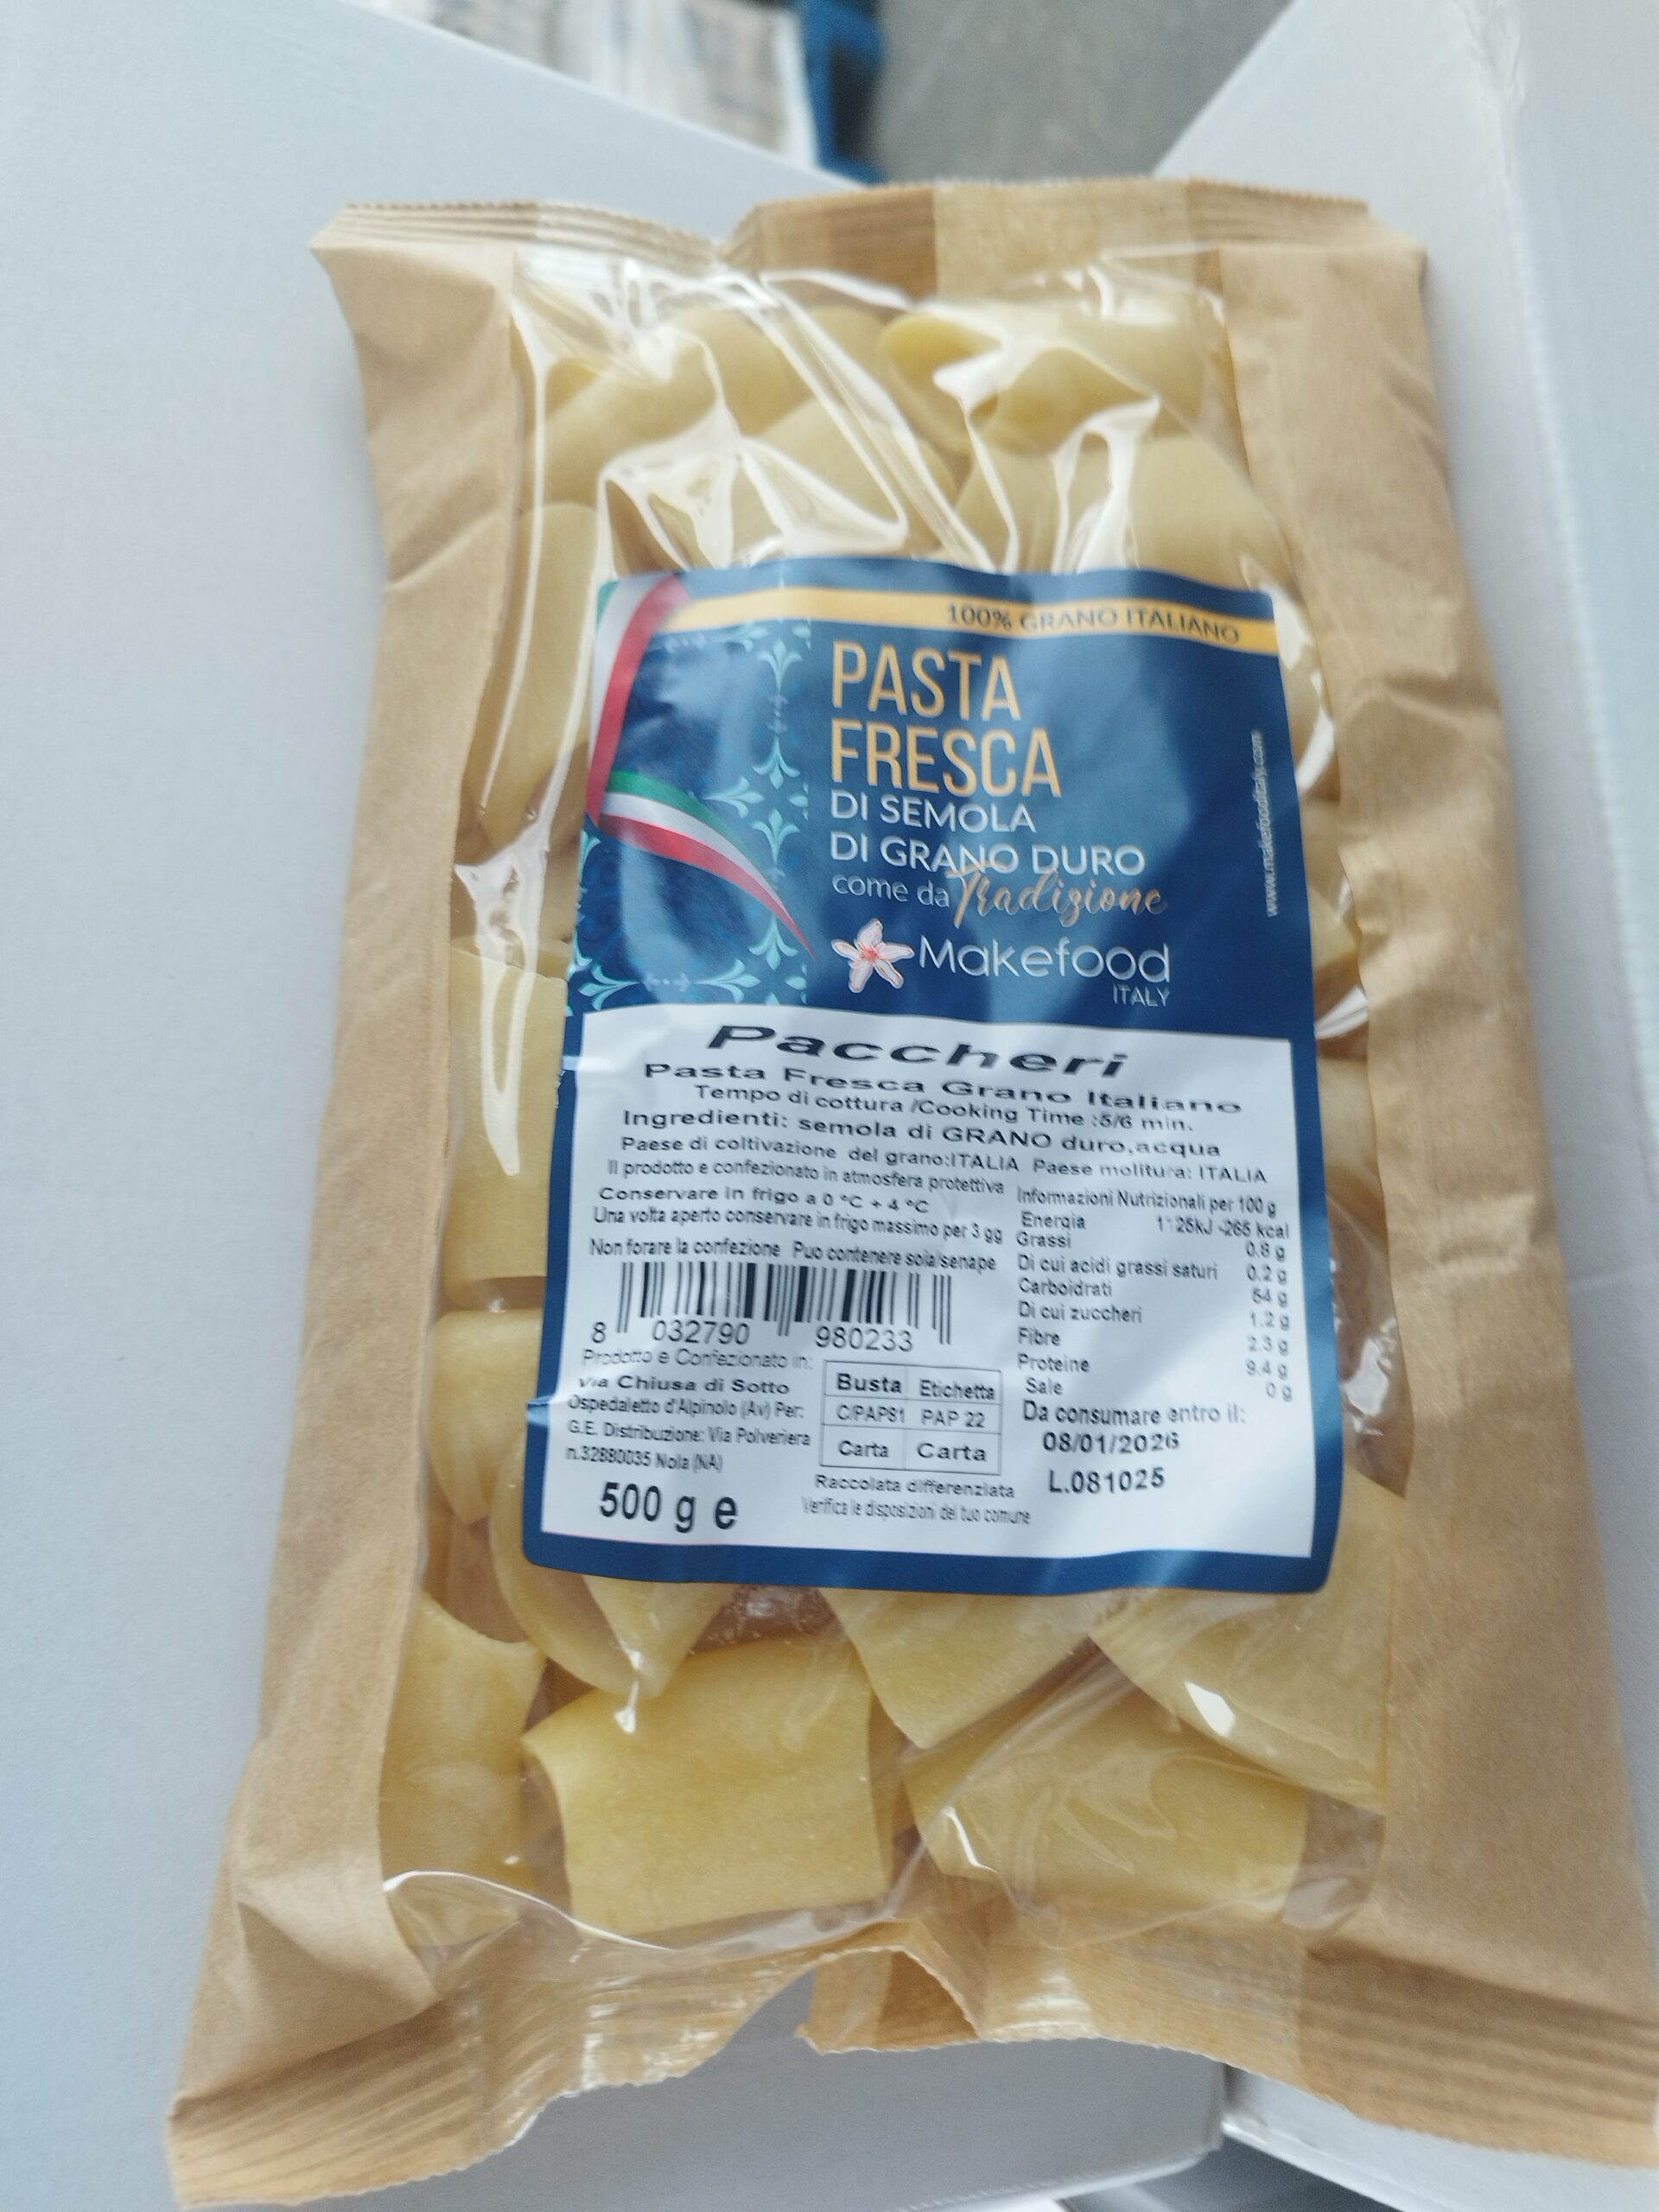 100% GRANO ITALIANO
PASTA
FRESCA
DI SEMOLA
DI GRANO DURO
come da Tradizione
Makefood
ITALY
www.makefooditaly.com
Paccheri
Pasta Fresca Grano Italiano
Tempo di cottura /Cooking Time :5/6 min.
Ingredienti: semola di GRANO duro,acqua
Paese di coltivazione del grano:ITALIA Paese molitura: ITALIA
Il prodotto e confezionato in atmosfera protettiva
Conservare in frigo a 0 °C + 4 °C
Una volta aperto conservare in frigo massimo per 3 gg
Non forare la confezione Puo contenere soia/senape
8 032790 980233
Informazioni Nutrizionali per 100 g
Energia -265 kcal
Grassi 0.8 g
Di cui acidi grassi saturi 0.2 g
Carboidrati 54 g
Di cui zuccheri 1.2 g
Fibre 2.3 g
Proteine 9.4 g
Sale 0 g
Prodotto e Confezionato in:
via Chiusa di Sotto
Ospedaletto d'Alpinolo (Av) Per:
G.E. Distribuzione: Via Polveriera
n.32880035 Nola (NA)
500 g e
Busta Etichetta
C/PAP81 PAP 22
Carta Carta
Raccolata differenziata
Verifica le disposizioni del tuo comune
Da consumare entro il:
08/01/2026
L.081025